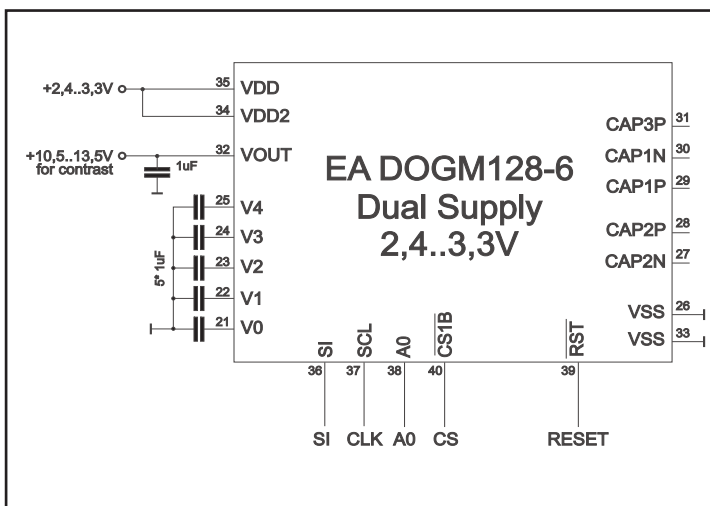 +2,4..3,3V
35 VDD
34 VDD2
+10,5..13,5V
for contrast
32 VOUT
1uF
25 V4
24 V3
23 V2
22 V1
21 V0
5* 1uF
EA DOGM128-6
Dual Supply
2,4..3,3V
CAP3P 31
CAP1N 30
CAP1P 29
CAP2P 28
CAP2N 27
VSS 26
VSS 33
SI SCL A0 CS1B RST
36 37 38 40 39
SI CLK A0 CS RESET